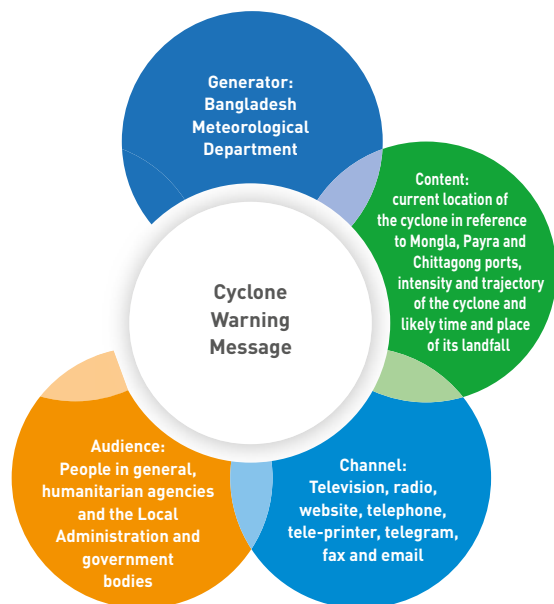 Generator:
Bangladesh
Meteorological
Department
Content:
current location of
the cyclone in reference
to Mongla, Payra and
Chittagong ports,
intensity and trajectory
of the cyclone and
likely time and place
of its landfall
Cyclone
Warning
Message
Channel:
Television, radio,
website, telephone,
tele-printer, telegram,
fax and email
Audience:
People in general,
humanitarian agencies
and the Local
Administration and
government
bodies